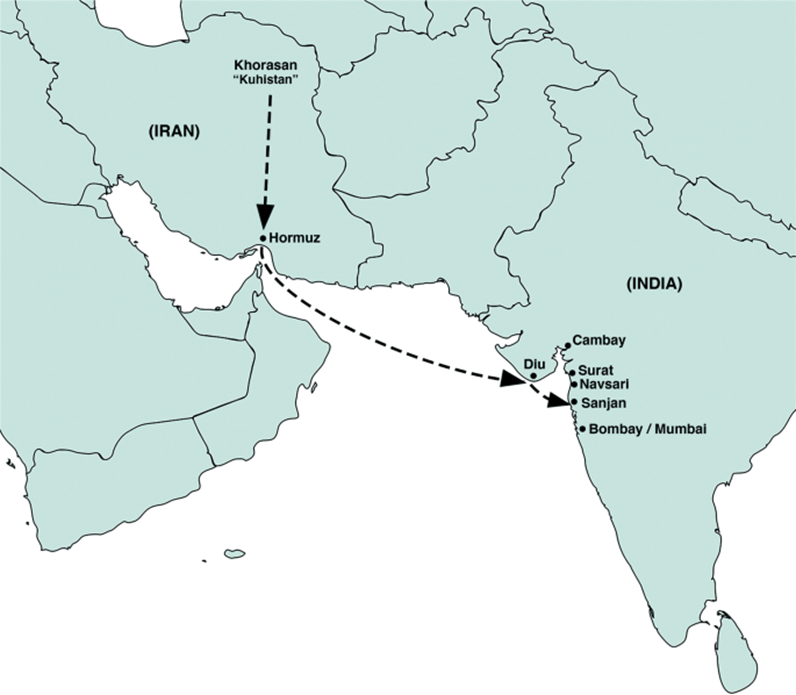 Khorasan
“Kuhistan”
(IRAN)
Hormuz
(INDIA)
Cambay
Diu
Surat
Navsari
Sanjan
Bombay / Mumbai